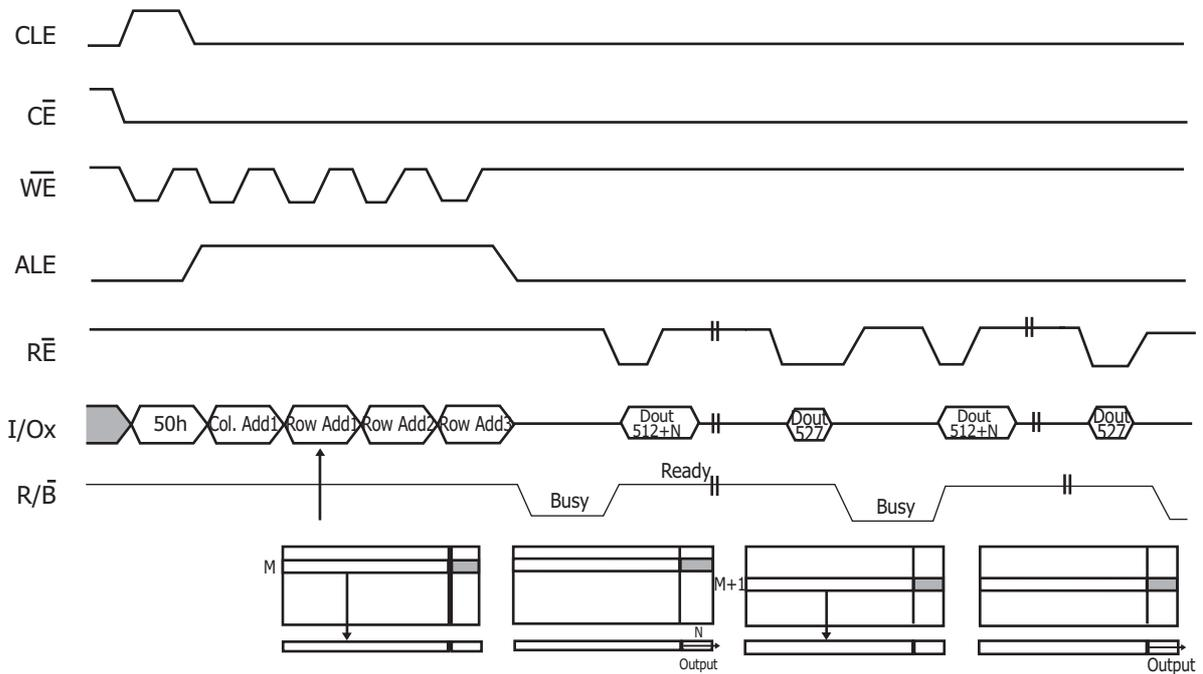 CLE
CE̅
W̅E̅
ALE
RE̅
I/Ox 50h Col. Add1 Row Add1 Row Add2 Row Add3 Dout 512+N Dout 527 Dout 512+N Dout 527
R/B̅ Busy Ready Busy
M M+1
N
Output Output